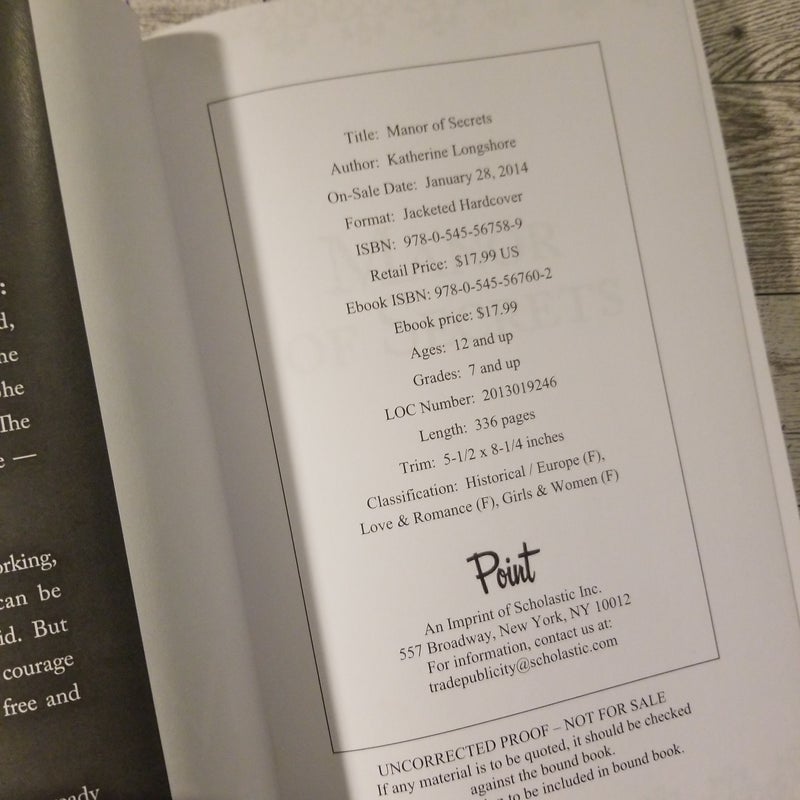 :
d,
he
he
The
e —
orking,
can be
id. But
courage
free and
ready
Title: Manor of Secrets
Author: Katherine Longshore
On-Sale Date: January 28, 2014
Format: Jacketed Hardcover
ISBN: 978-0-545-56758-9
Retail Price: $17.99 US
Ebook ISBN: 978-0-545-56760-2
Ebook price: $17.99
Ages: 12 and up
Grades: 7 and up
LOC Number: 2013019246
Length: 336 pages
Trim: 5-1/2 x 8-1/4 inches
Classification: Historical / Europe (F),
Love & Romance (F), Girls & Women (F)
Point
An Imprint of Scholastic Inc.
557 Broadway, New York, NY 10012
For information, contact us at:
tradepublicity@scholastic.com
UNCORRECTED PROOF – NOT FOR SALE
If any material is to be quoted, it should be checked
against the bound book.
to be included in bound book.